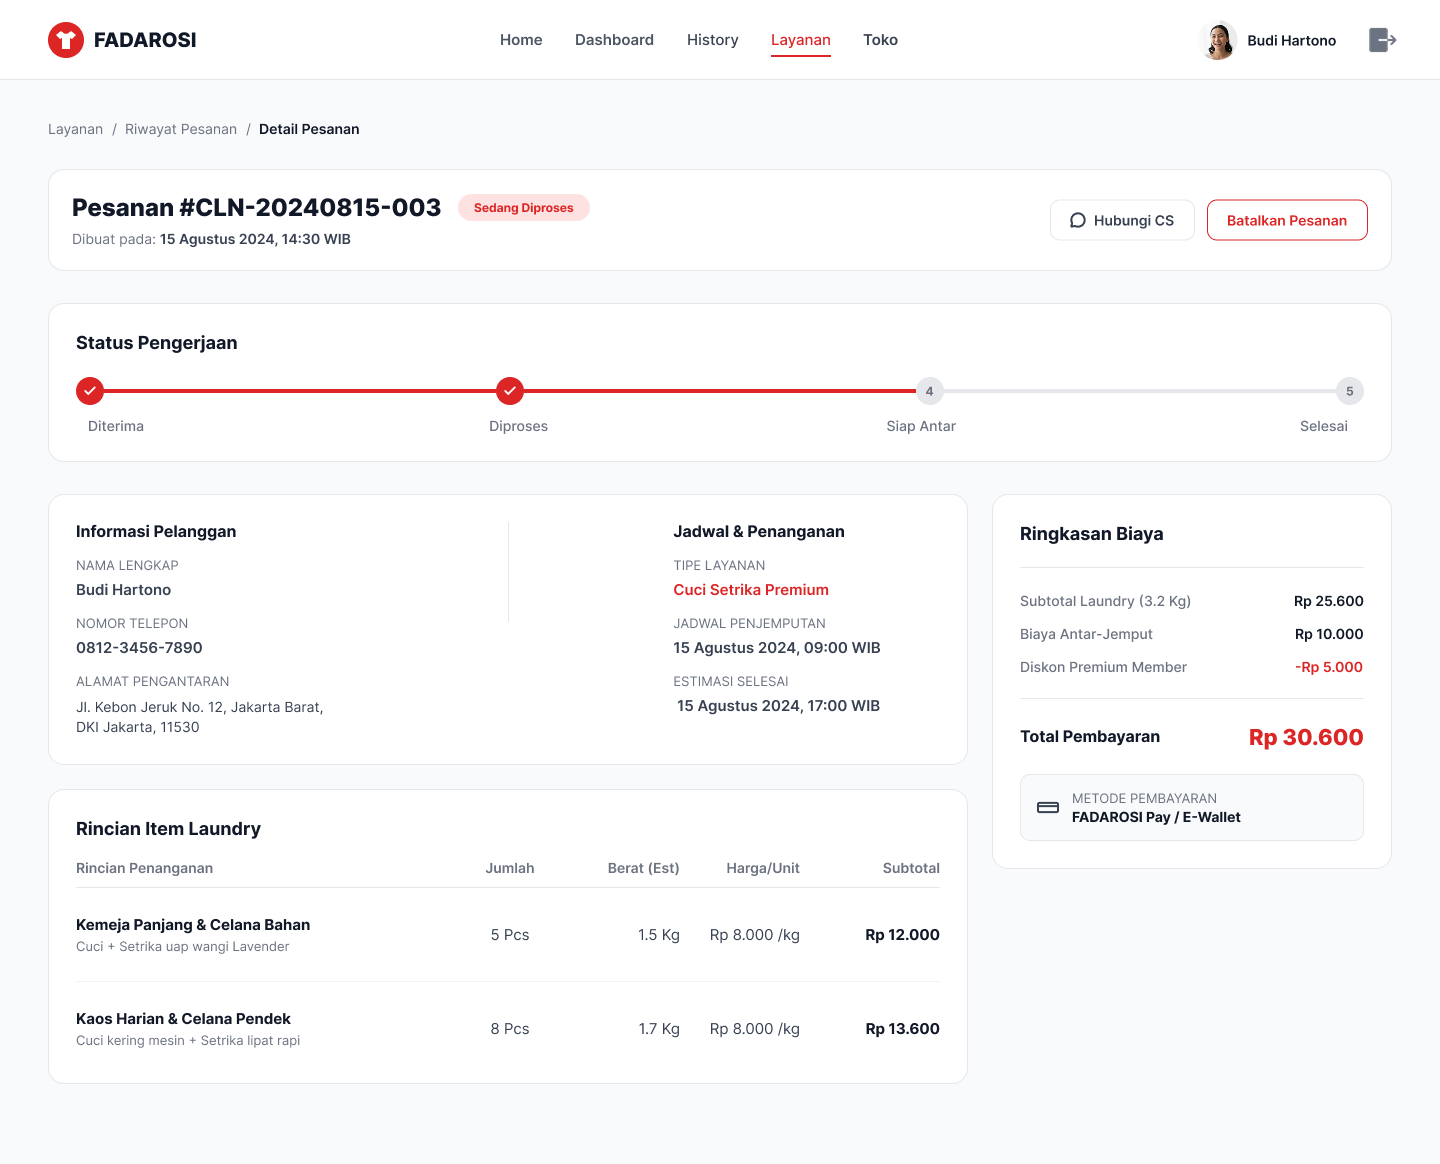 FADAROSI
Home Dashboard History Layanan Toko
Budi Hartono
Layanan / Riwayat Pesanan / Detail Pesanan
Pesanan #CLN-20240815-003 Sedang Diproses
Dibuat pada: 15 Agustus 2024, 14:30 WIB
Hubungi CS
Batalkan Pesanan
Status Pengerjaan
4 5
Diterima Diproses Siap Antar Selesai
Informasi Pelanggan
NAMA LENGKAP
Budi Hartono
NOMOR TELEPON
0812-3456-7890
ALAMAT PENGANTARAN
Jl. Kebon Jeruk No. 12, Jakarta Barat,
DKI Jakarta, 11530
Jadwal & Penanganan
TIPE LAYANAN
Cuci Setrika Premium
JADWAL PENJEMPUTAN
15 Agustus 2024, 09:00 WIB
ESTIMASI SELESAI
15 Agustus 2024, 17:00 WIB
Ringkasan Biaya
Subtotal Laundry (3.2 Kg) Rp 25.600
Biaya Antar-Jemput Rp 10.000
Diskon Premium Member -Rp 5.000
Total Pembayaran Rp 30.600
METODE PEMBAYARAN
FADAROSI Pay / E-Wallet
Rincian Item Laundry
Rincian Penanganan Jumlah Berat (Est) Harga/Unit Subtotal
Kemeja Panjang & Celana Bahan
Cuci + Setrika uap wangi Lavender
5 Pcs 1.5 Kg Rp 8.000 /kg Rp 12.000
Kaos Harian & Celana Pendek
Cuci kering mesin + Setrika lipat rapi
8 Pcs 1.7 Kg Rp 8.000 /kg Rp 13.600